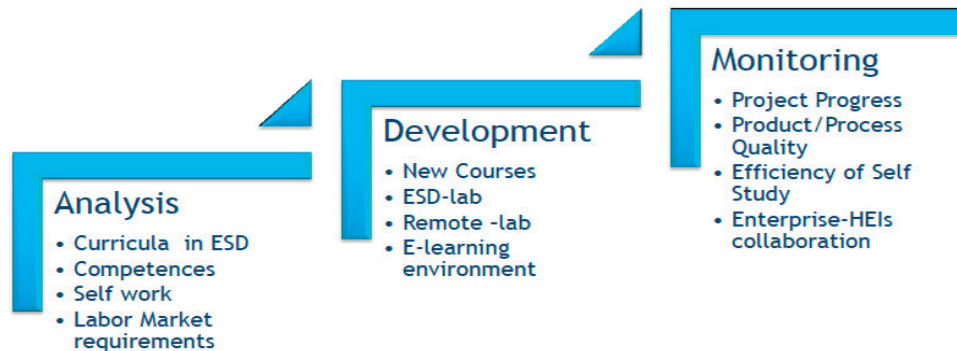 Analysis
• Curricula in ESD
• Competences
• Self work
• Labor Market
requirements
Development
• New Courses
• ESD-lab
• Remote -lab
• E-learning
environment
Monitoring
• Project Progress
• Product/Process
Quality
• Efficiency of Self
Study
• Enterprise-HEIs
collaboration